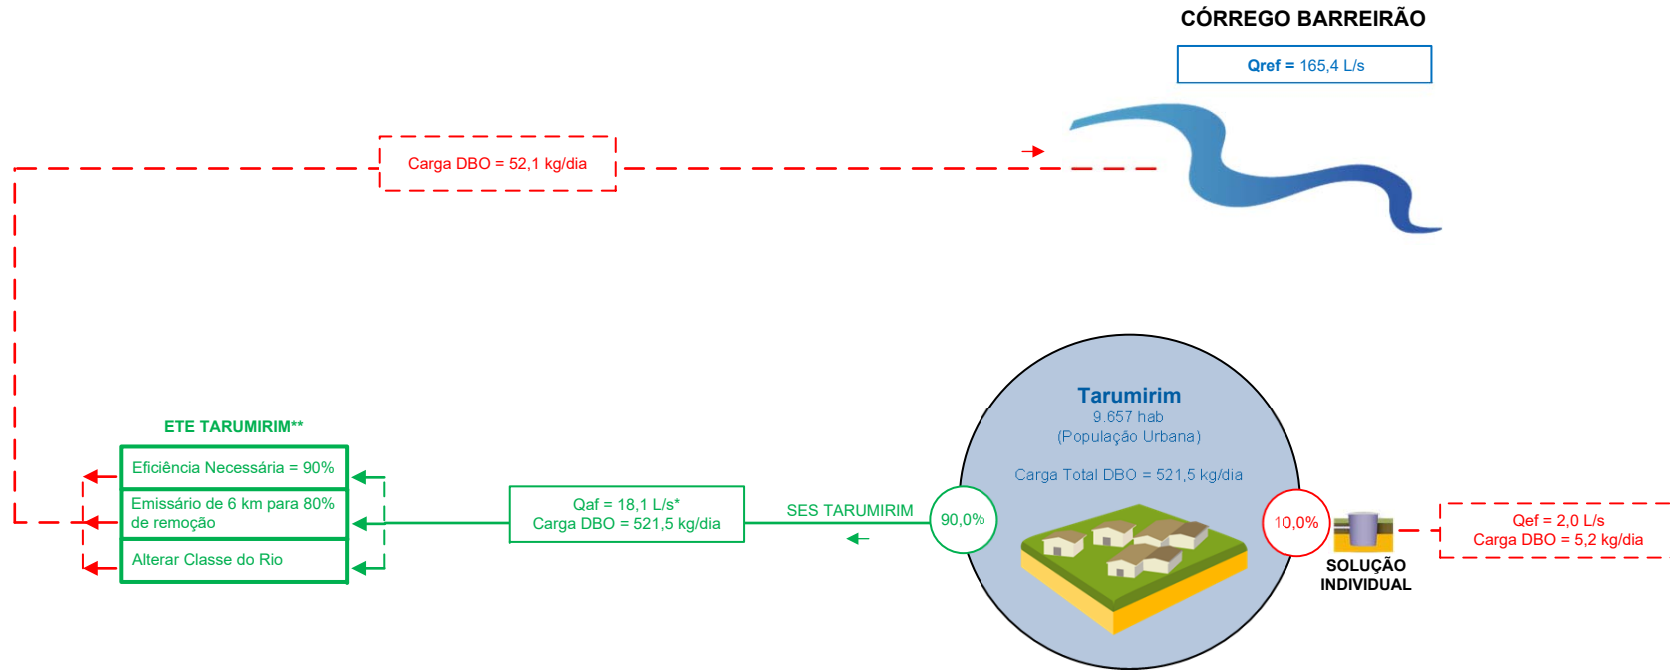 CÓRREGO BARREIRÃO
Qref = 165,4 L/s
Carga DBO = 52,1 kg/dia
ETE TARUMIRIM**
Eficiência Necessária = 90%
Emissário de 6 km para 80%
de remoção
Alterar Classe do Rio
Qaf = 18,1 L/s*
Carga DBO = 521,5 kg/dia
SES TARUMIRIM
90,0%
Tarumirim
9.657 hab
(População Urbana)
Carga Total DBO = 521,5 kg/dia
10,0%
SOLUÇÃO
INDIVIDUAL
Qef = 2,0 L/s
Carga DBO = 5,2 kg/dia